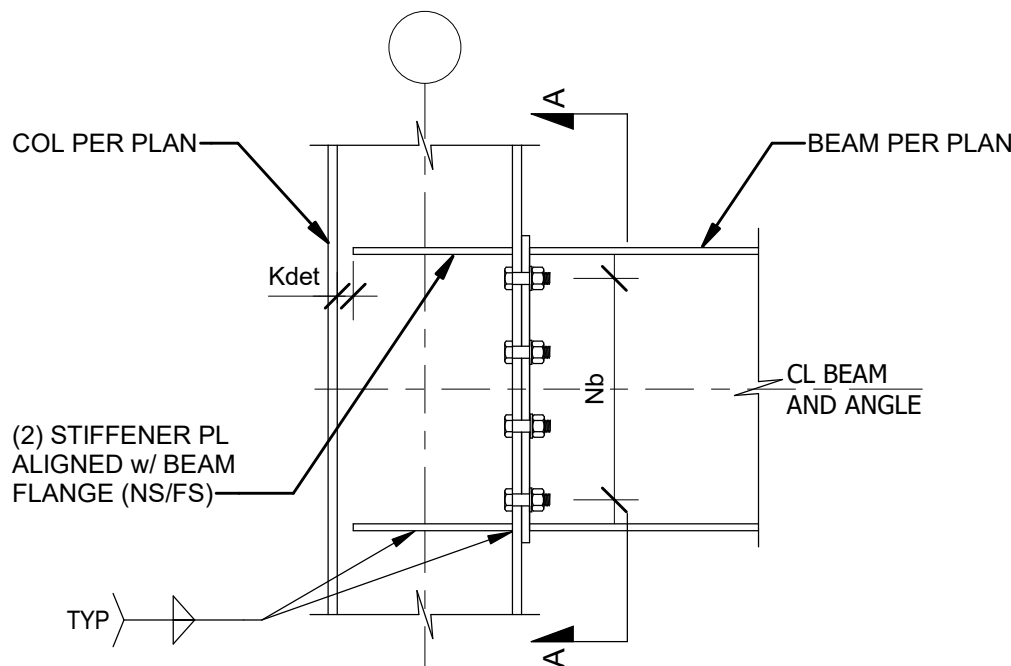 A
COL PER PLAN
BEAM PER PLAN
Kdet
Nb
CL BEAM
AND ANGLE
(2) STIFFENER PL
ALIGNED w/ BEAM
FLANGE (NS/FS)
TYP
A